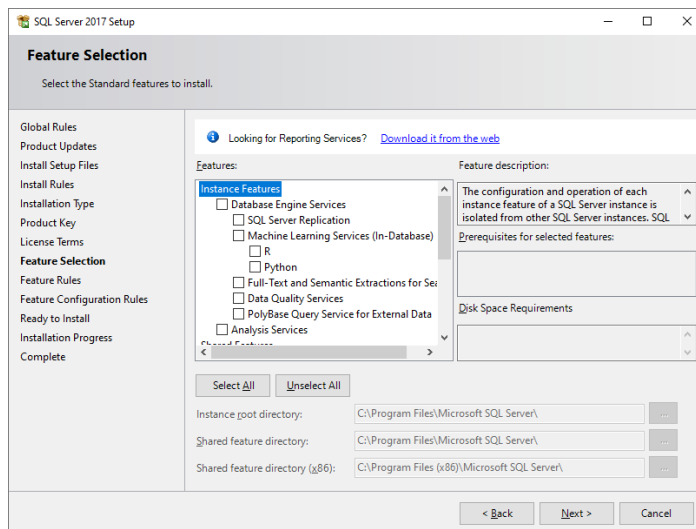 SQL Server 2017 Setup
Feature Selection
Select the Standard features to install.
Global Rules
Product Updates
Install Setup Files
Install Rules
Installation Type
Product Key
License Terms
Feature Selection
Feature Rules
Feature Configuration Rules
Ready to Install
Installation Progress
Complete
Looking for Reporting Services? Download it from the web
Features:
Instance Features
Database Engine Services
SQL Server Replication
Machine Learning Services (In-Database)
R
Python
Full-Text and Semantic Extractions for Sea
Data Quality Services
PolyBase Query Service for External Data
Analysis Services
Shared Features
Feature description:
The configuration and operation of each
instance feature of a SQL Server instance is
isolated from other SQL Server instances. SQL
Prerequisites for selected features:
Disk Space Requirements
Select All
Unselect All
Instance root directory: C:\Program Files\Microsoft SQL Server\ ...
Shared feature directory: C:\Program Files\Microsoft SQL Server\ ...
Shared feature directory (x86): C:\Program Files (x86)\Microsoft SQL Server\ ...
< Back
Next >
Cancel